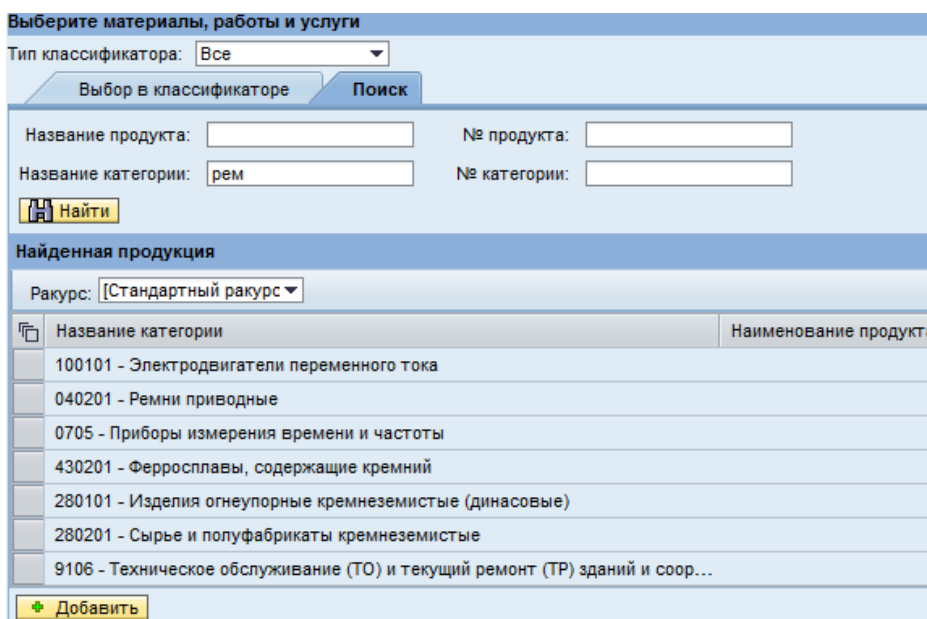 Выберите материалы, работы и услуги
Тип классификатора: Все
Выбор в классификаторе Поиск
Название продукта: № продукта:
Название категории: рем № категории:
Найти
Найденная продукция
Ракурс: [Стандартный ракурс
Название категории Наименование продукта
100101 - Электродвигатели переменного тока
040201 - Ремни приводные
0705 - Приборы измерения времени и частоты
430201 - Ферросплавы, содержащие кремний
280101 - Изделия огнеупорные кремнеземистые (динасовые)
280201 - Сырье и полуфабрикаты кремнеземистые
9106 - Техническое обслуживание (ТО) и текущий ремонт (ТР) зданий и соор...
Добавить